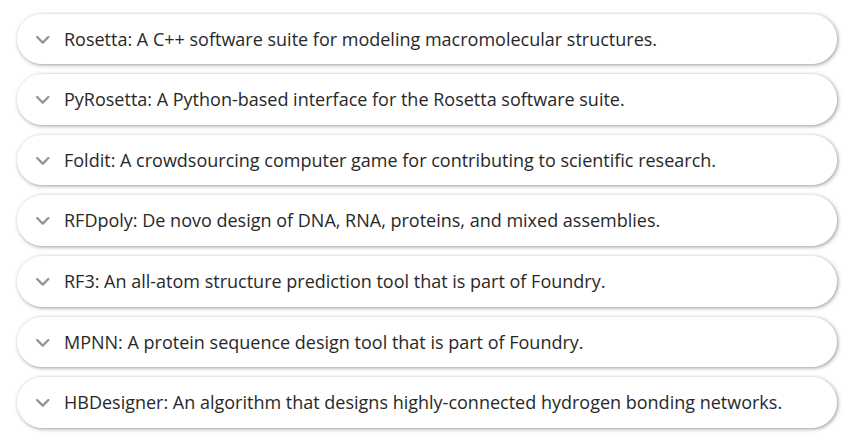 Rosetta: A C++ software suite for modeling macromolecular structures.
PyRosetta: A Python-based interface for the Rosetta software suite.
Foldit: A crowdsourcing computer game for contributing to scientific research.
RFDpoly: De novo design of DNA, RNA, proteins, and mixed assemblies.
RF3: An all-atom structure prediction tool that is part of Foundry.
MPNN: A protein sequence design tool that is part of Foundry.
HBDesigner: An algorithm that designs highly-connected hydrogen bonding networks.